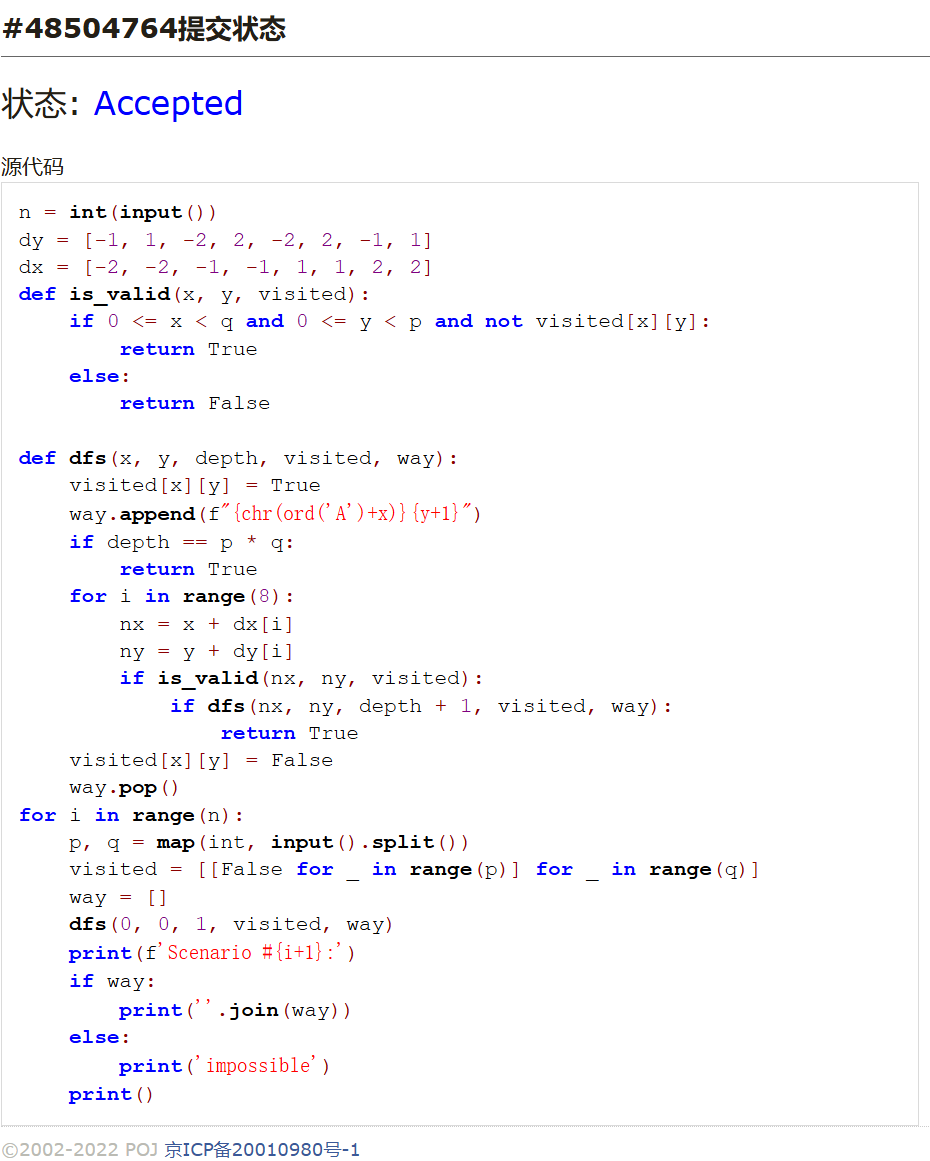 #48504764提交状态
状态: Accepted
源代码
n = int(input())
dy = [-1, 1, -2, 2, -2, 2, -1, 1]
dx = [-2, -2, -1, -1, 1, 1, 2, 2]
def is_valid(x, y, visited):
    if 0 <= x < q and 0 <= y < p and not visited[x][y]:
        return True
    else:
        return False

def dfs(x, y, depth, visited, way):
    visited[x][y] = True
    way.append(f"{chr(ord('A')+x)}{y+1}")
    if depth == p * q:
        return True
    for i in range(8):
        nx = x + dx[i]
        ny = y + dy[i]
        if is_valid(nx, ny, visited):
            if dfs(nx, ny, depth + 1, visited, way):
                return True
    visited[x][y] = False
    way.pop()
for i in range(n):
    p, q = map(int, input().split())
    visited = [[False for _ in range(p)] for _ in range(q)]
    way = []
    dfs(0, 0, 1, visited, way)
    print(f'Scenario #{i+1}:')
    if way:
        print(''.join(way))
    else:
        print('impossible')
    print()
©2002-2022 POJ 京ICP备20010980号-1